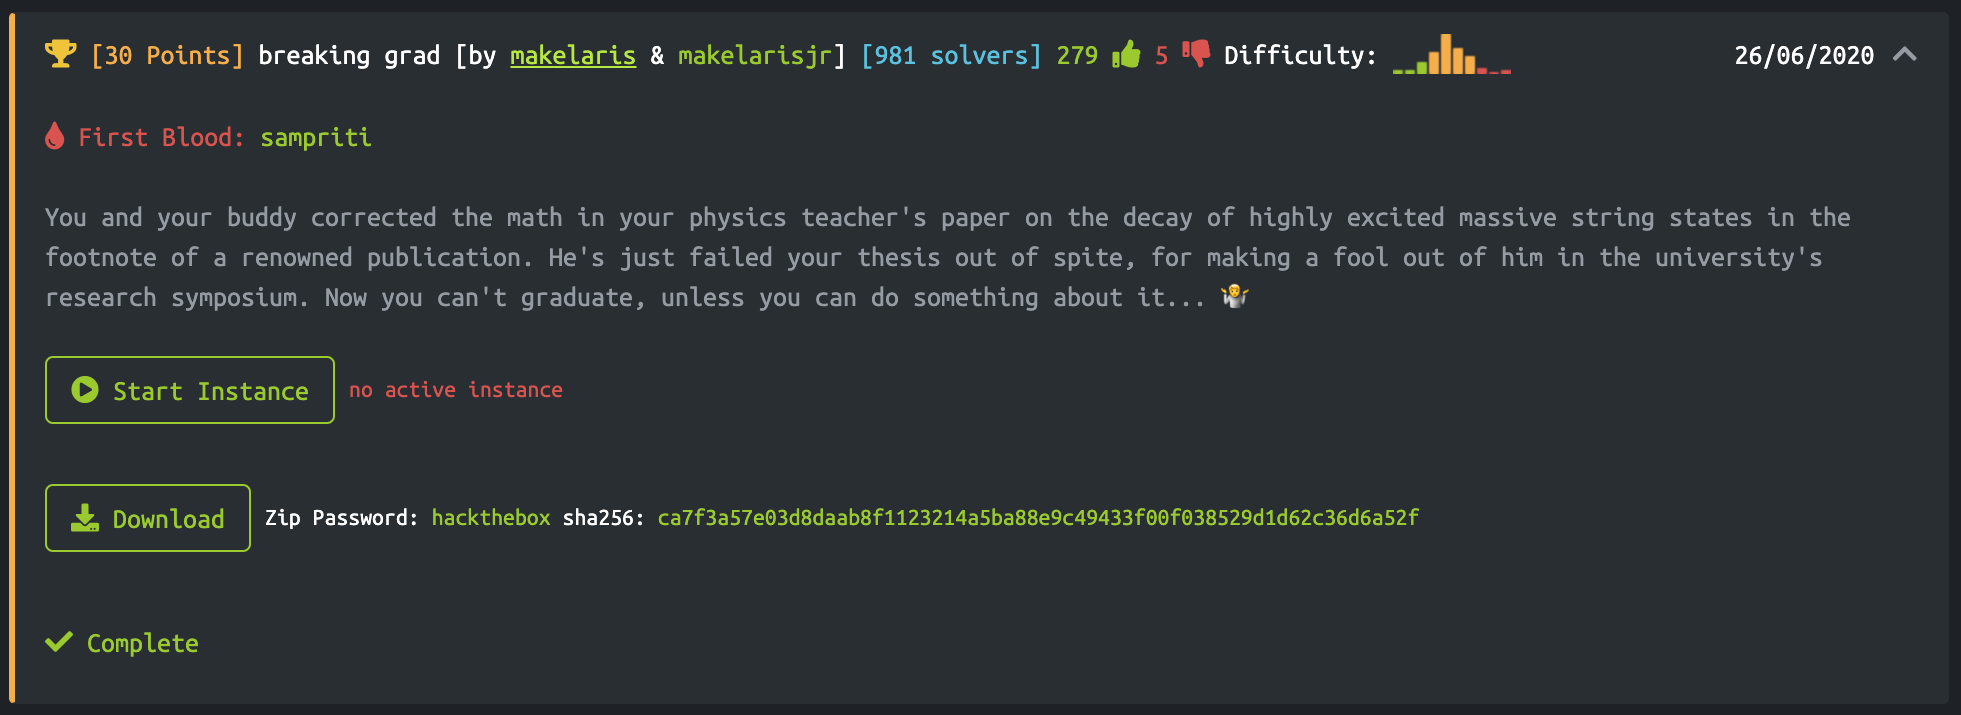 [30 Points] breaking grad [by makelaris & makelarisjr] [981 solvers] 279 5 Difficulty: 26/06/2020
First Blood: sampriti
You and your buddy corrected the math in your physics teacher's paper on the decay of highly excited massive string states in the
footnote of a renowned publication. He's just failed your thesis out of spite, for making a fool out of him in the university's
research symposium. Now you can't graduate, unless you can do something about it... 🤷
Start Instance no active instance
Download Zip Password: hackthebox sha256: ca7f3a57e03d8daab8f1123214a5ba88e9c49433f00f038529d1d62c36d6a52f
Complete